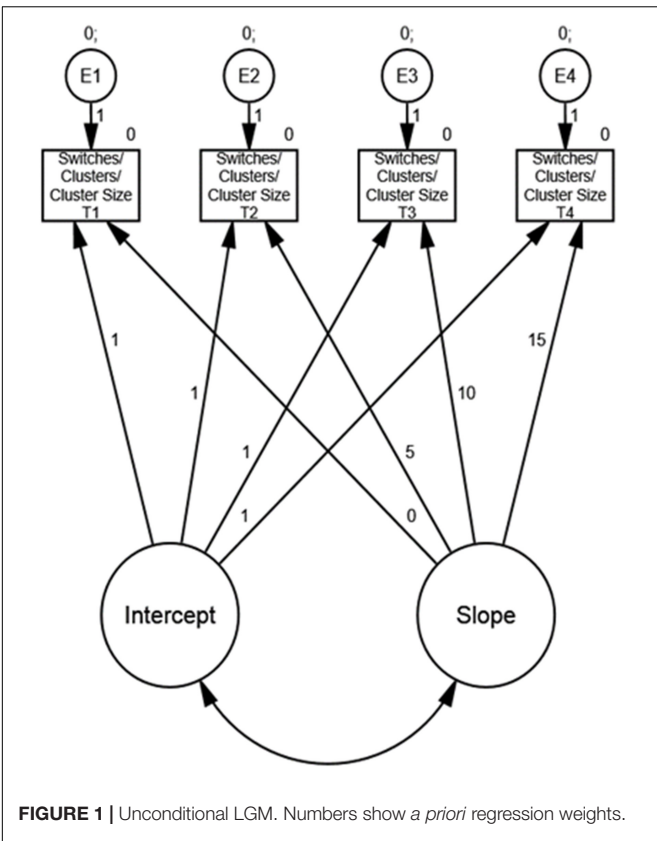 0; 0; 0; 0;
E1 E2 E3 E4
1 1 1 1
0 0 0 0
Switches/ Switches/ Switches/ Switches/
Clusters/ Clusters/ Clusters/ Clusters/
Cluster Size Cluster Size Cluster Size Cluster Size
T1 T2 T3 T4
1 15
1 10
1 5
1 0
Intercept Slope
FIGURE 1 | Unconditional LGM. Numbers show a priori regression weights.